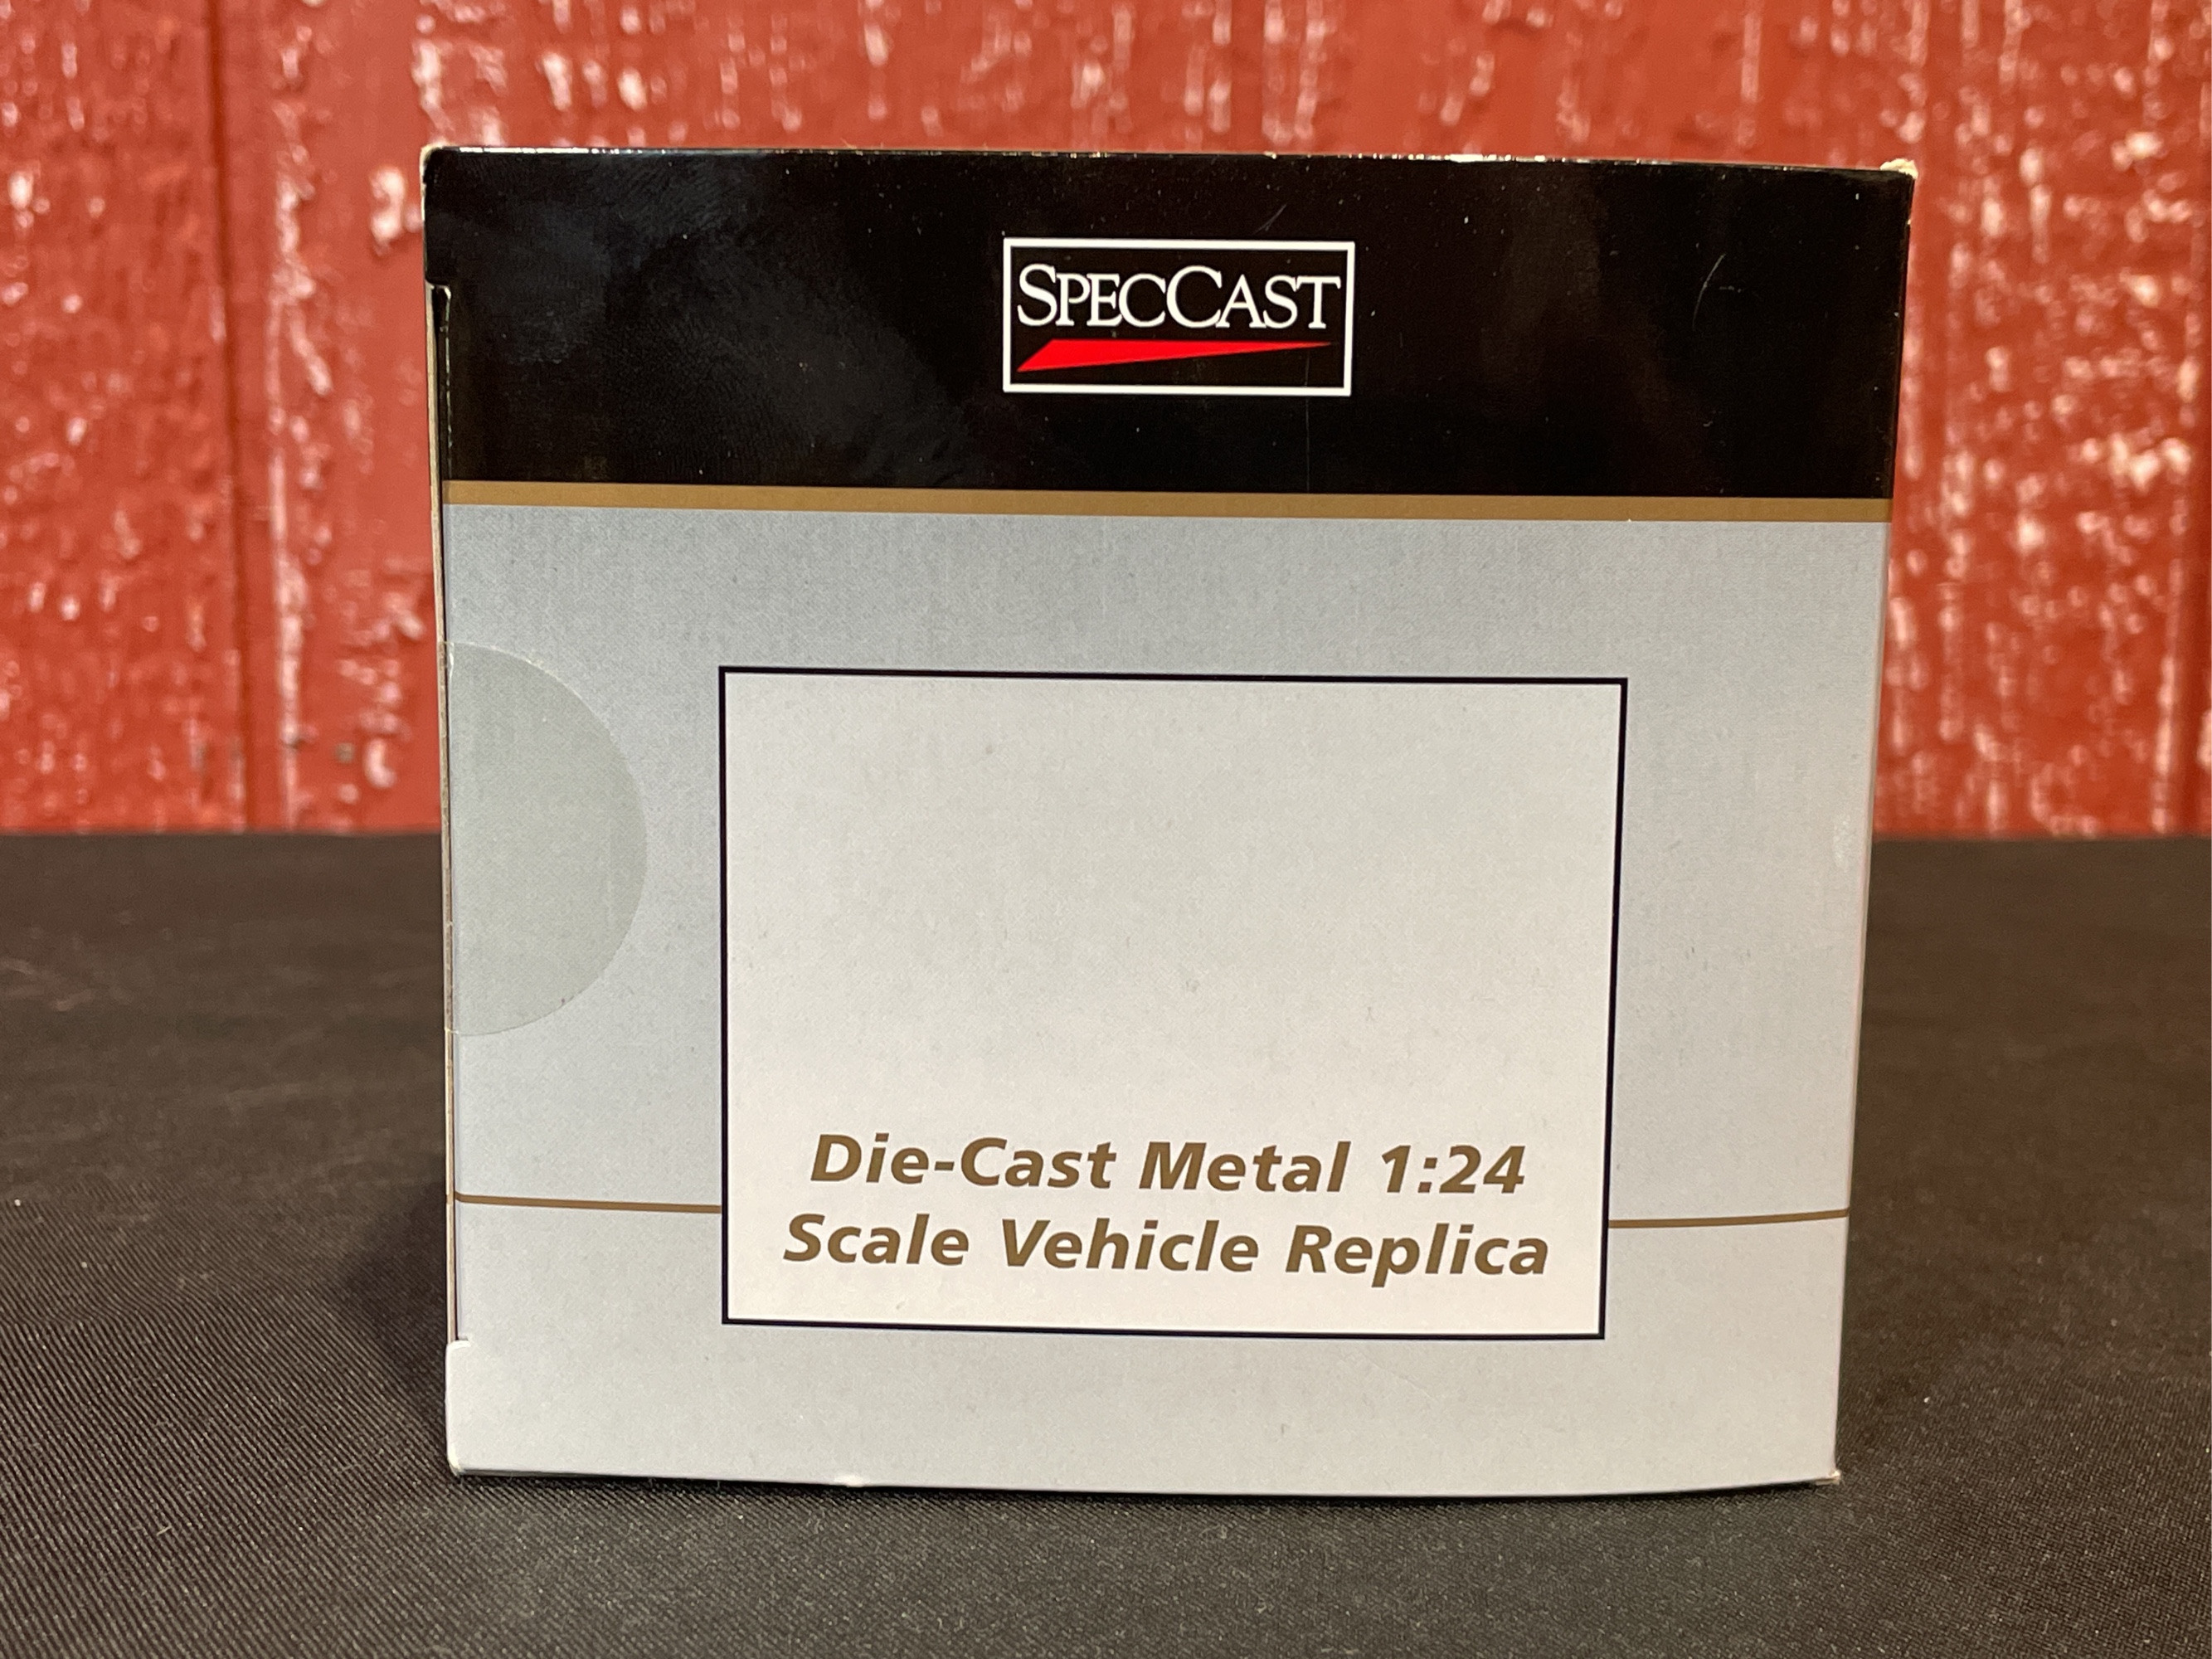 SPECCAST
Die-Cast Metal 1:24
Scale Vehicle Replica